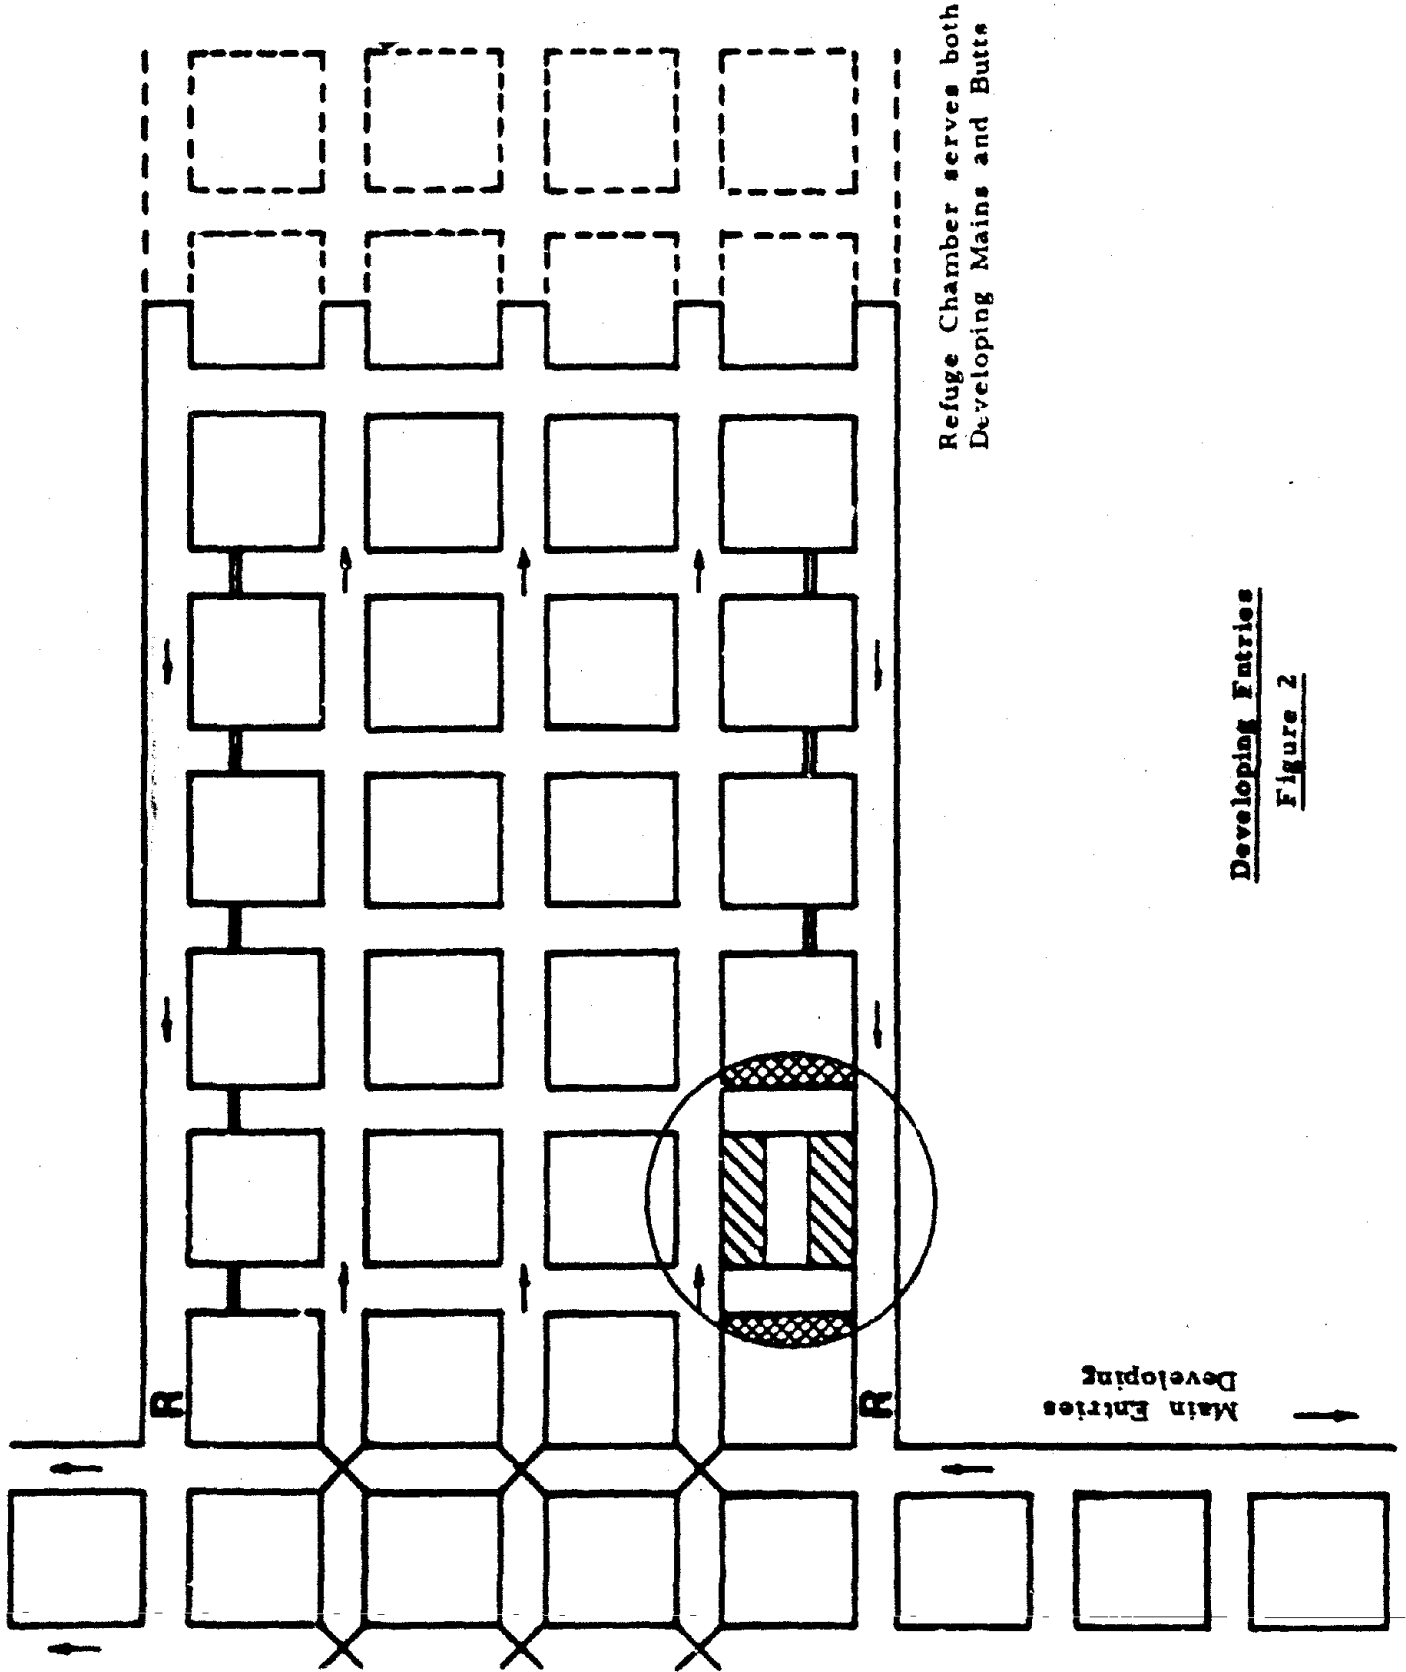 Refuge Chamber serves both
Developing Mains and Butts
Developing Entries
Figure 2
R
R
Main Entries
Developing